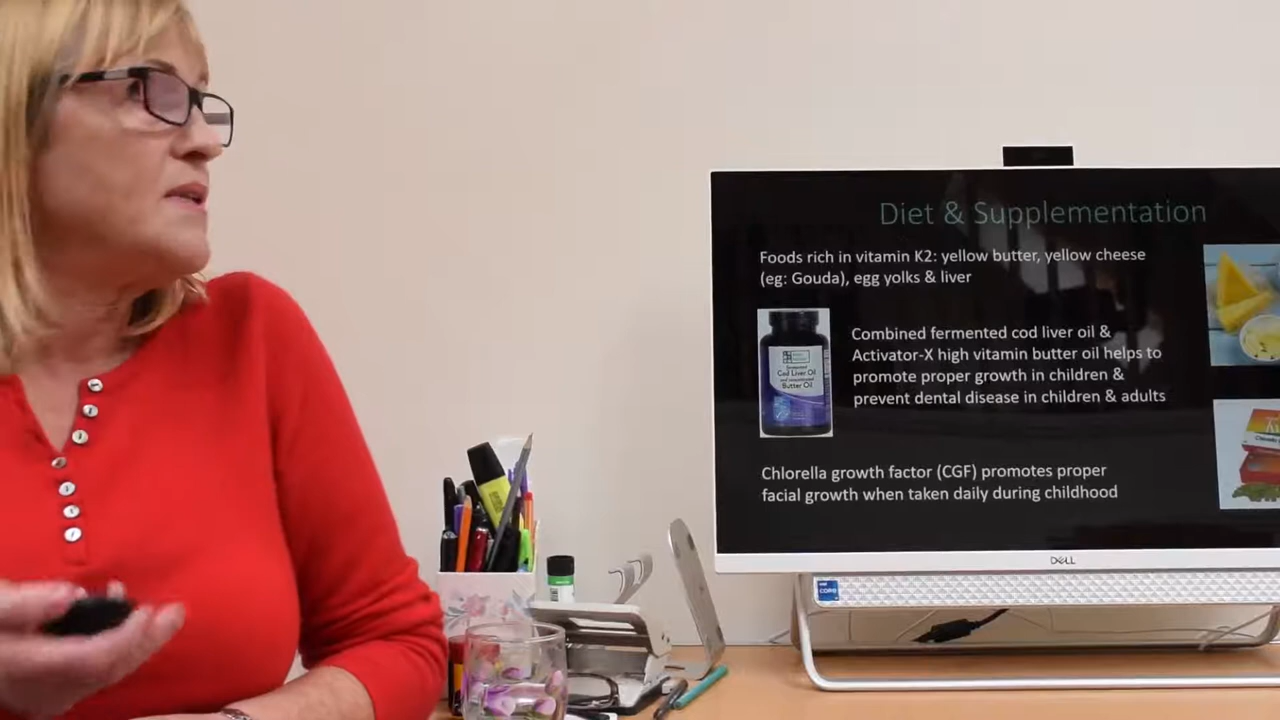 Diet & Supplementation
Foods rich in vitamin K2: yellow butter, yellow cheese
(eg: Gouda), egg yolks & liver
Combined fermented cod liver oil &
Activator-X high vitamin butter oil helps to
promote proper growth in children &
prevent dental disease in children & adults
fermented
Cod Liver Oil
Butter Oil
Chlorella growth factor (CGF) promotes proper
facial growth when taken daily during childhood
DELL
CORE